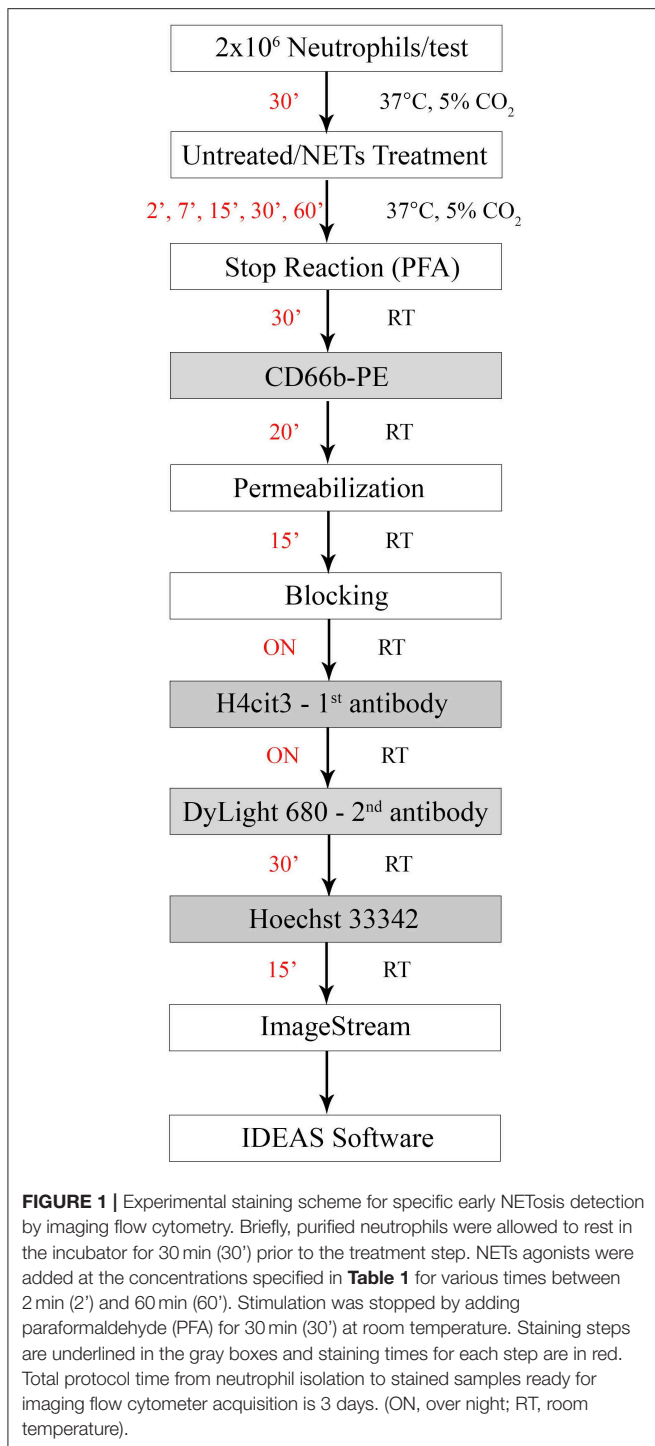 2x10⁶ Neutrophils/test
30’ 37°C, 5% CO₂
Untreated/NETs Treatment
2’, 7’, 15’, 30’, 60’ 37°C, 5% CO₂
Stop Reaction (PFA)
30’ RT
CD66b-PE
20’ RT
Permeabilization
15’ RT
Blocking
ON RT
H4cit3 - 1ˢᵗ antibody
ON RT
DyLight 680 - 2ⁿᵈ antibody
30’ RT
Hoechst 33342
15’ RT
ImageStream
IDEAS Software
FIGURE 1 | Experimental staining scheme for specific early NETosis detection
by imaging flow cytometry. Briefly, purified neutrophils were allowed to rest in
the incubator for 30 min (30’) prior to the treatment step. NETs agonists were
added at the concentrations specified in Table 1 for various times between
2 min (2’) and 60 min (60’). Stimulation was stopped by adding
paraformaldehyde (PFA) for 30 min (30’) at room temperature. Staining steps
are underlined in the gray boxes and staining times for each step are in red.
Total protocol time from neutrophil isolation to stained samples ready for
imaging flow cytometer acquisition is 3 days. (ON, over night; RT, room
temperature).